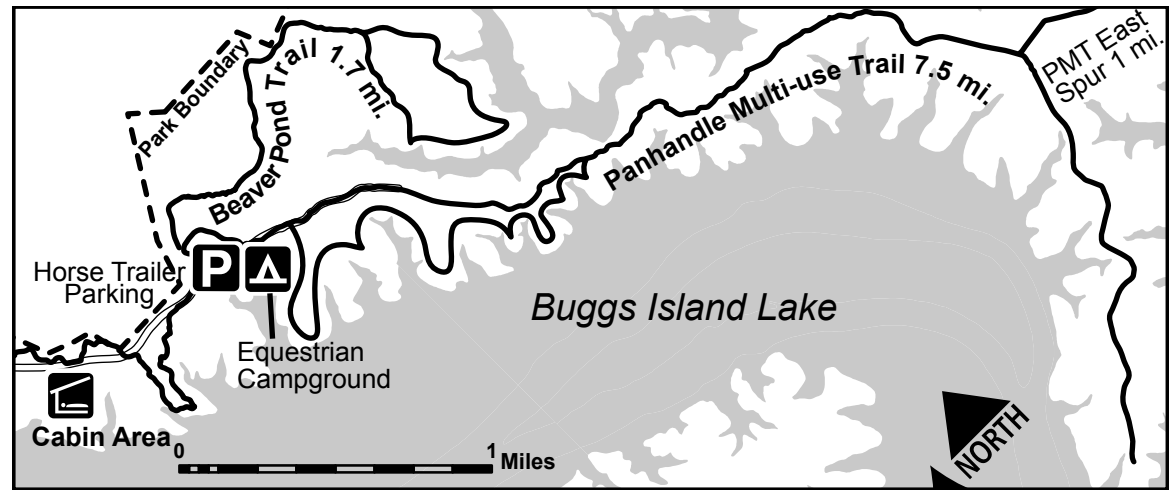 Park Boundary
Beaver Pond Trail 1.7 mi.
Panhandle Multi-use Trail 7.5 mi.
PMT East
Spur 1 mi.
Horse Trailer
Parking
P
Equestrian
Campground
Buggs Island Lake
Cabin Area
0 1
Miles
NORTH